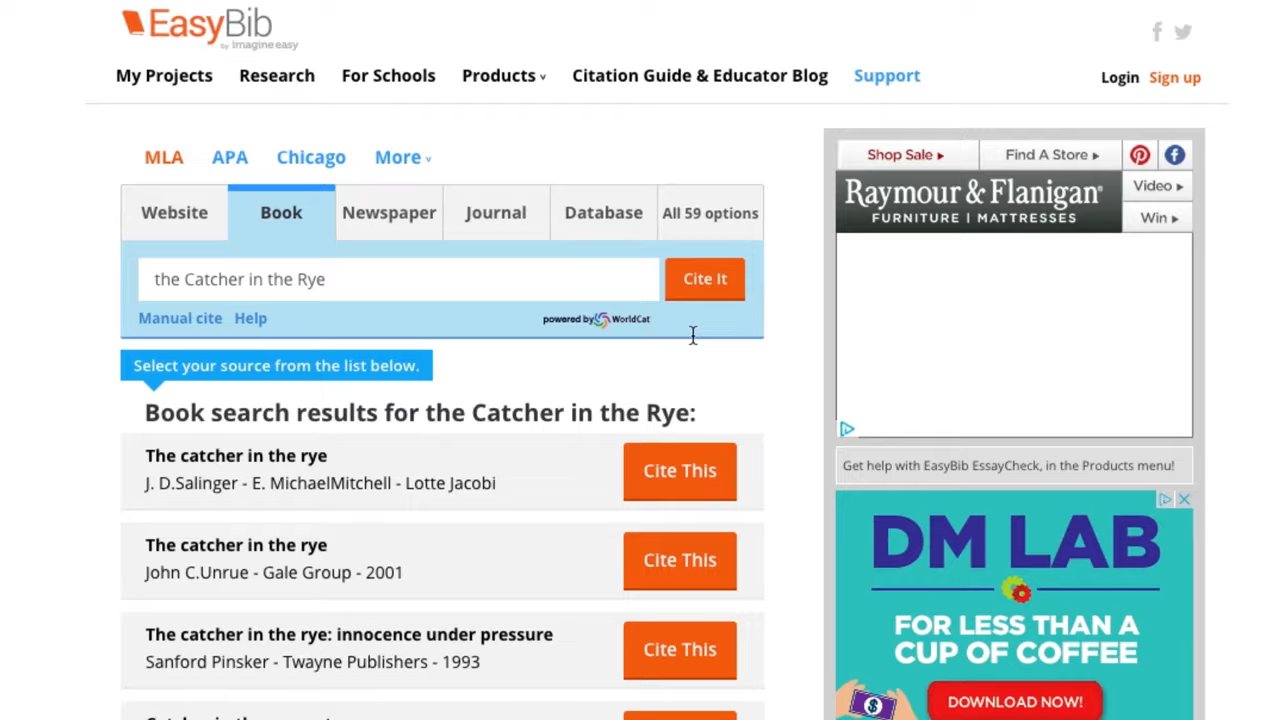 EasyBib
by imagine easy
My Projects Research For Schools Products Citation Guide & Educator Blog Support Login Sign up
MLA APA Chicago More
Website Book Newspaper Journal Database All 59 options
the Catcher in the Rye Cite It
Manual cite Help powered by WorldCat
Select your source from the list below.
Book search results for the Catcher in the Rye:
The catcher in the rye
J. D.Salinger - E. MichaelMitchell - Lotte Jacobi
Cite This
The catcher in the rye
John C.Unrue - Gale Group - 2001
Cite This
The catcher in the rye: innocence under pressure
Sanford Pinsker - Twayne Publishers - 1993
Cite This
Shop Sale Find A Store
Raymour & Flanigan
FURNITURE | MATTRESSES
Video
Win
Get help with EasyBib EssayCheck, in the Products menu!
DM LAB
FOR LESS THAN A
CUP OF COFFEE
DOWNLOAD NOW!